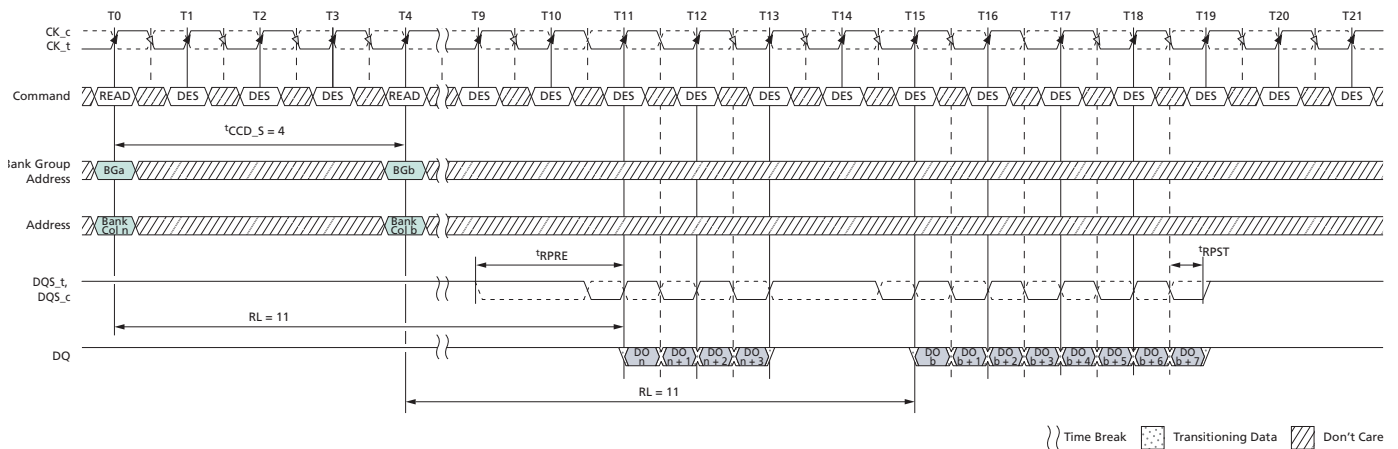 T0 T1 T2 T3 T4 T9 T10 T11 T12 T13 T14 T15 T16 T17 T18 T19 T20 T21
CK_c
CK_t
Command READ DES DES DES READ DES DES DES DES DES DES DES DES DES DES DES DES DES
tCCD_S = 4
Bank Group
Address
BGa BGb
Address
Bank
Col n
Bank
Col b
tRPRE tRPST
DQS_t,
DQS_c
RL = 11
DQ
DO
n
DO
n + 1
DO
n + 2
DO
n + 3
DO
b
DO
b + 1
DO
b + 2
DO
b + 3
DO
b + 4
DO
b + 5
DO
b + 6
DO
b + 7
RL = 11
Time Break Transitioning Data Don't Care